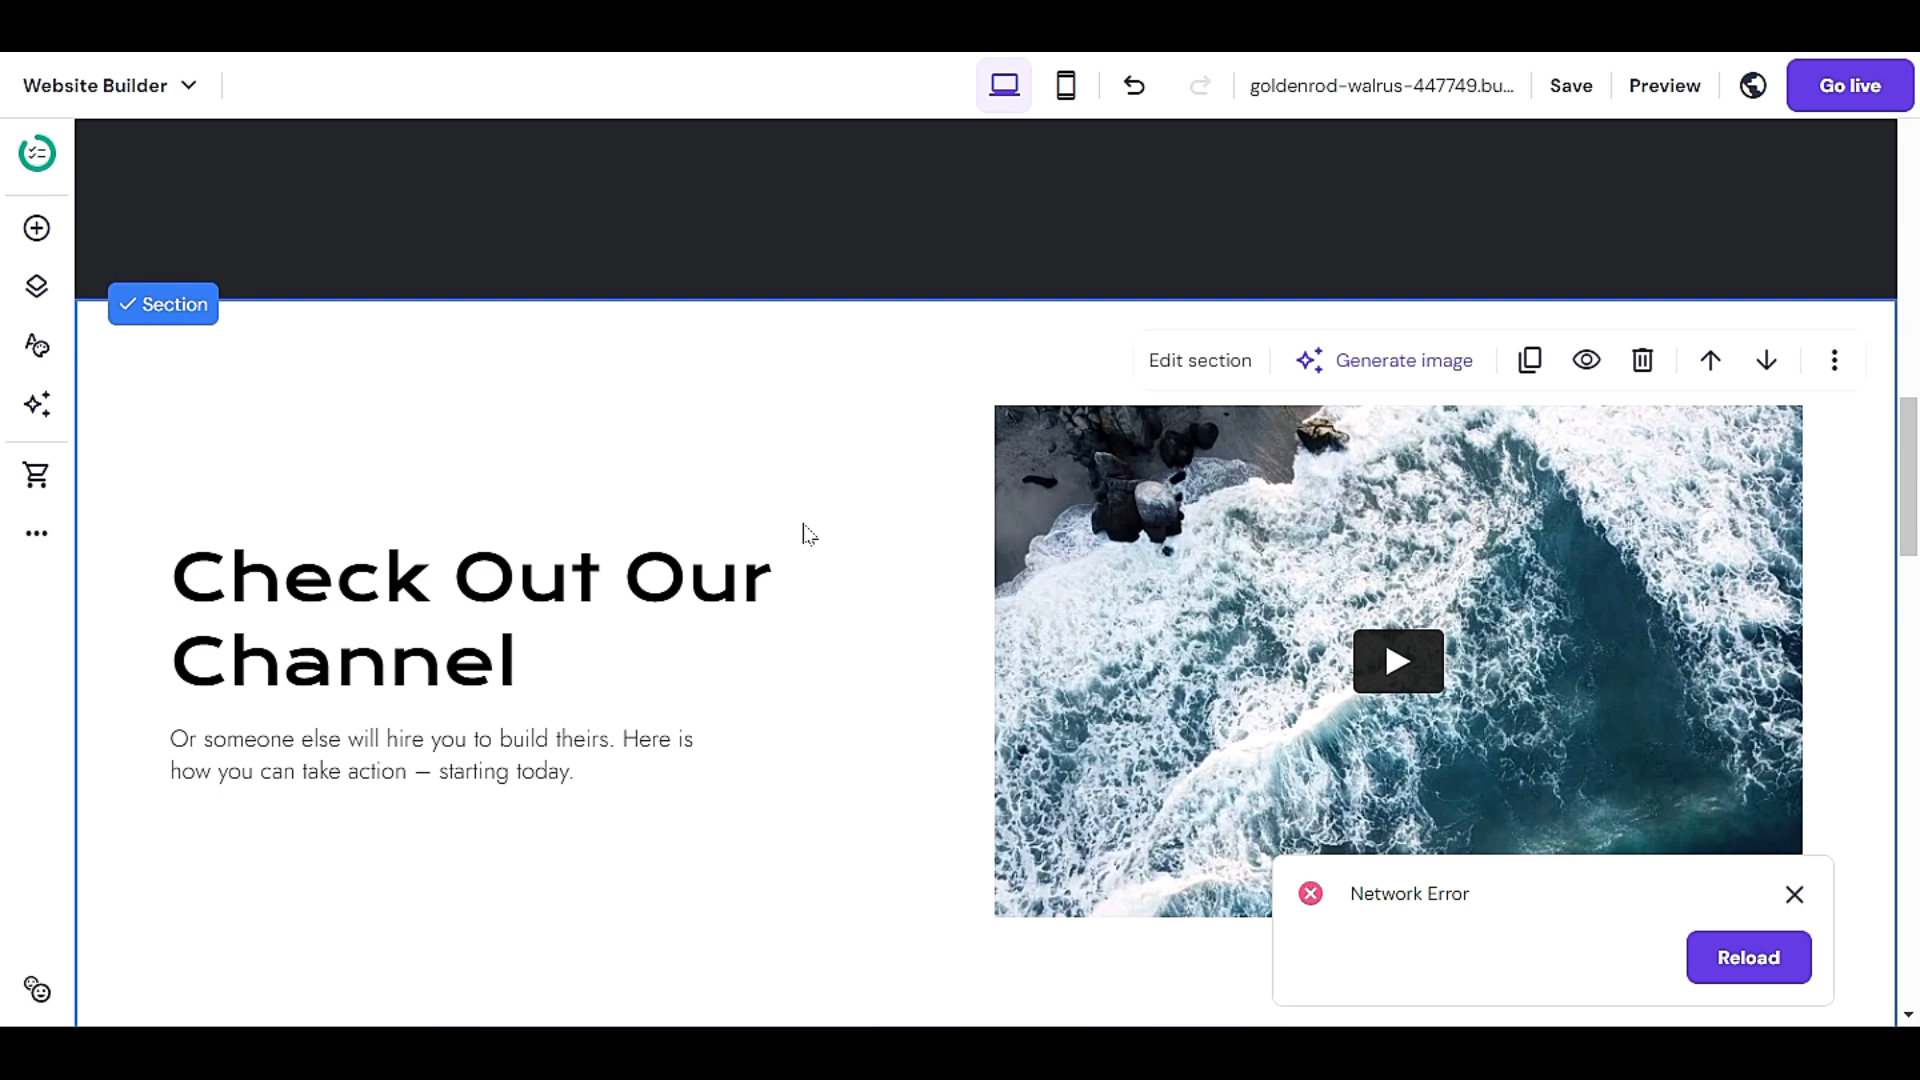 Website Builder
goldenrod-walrus-447749.bu...
Save
Preview
Go live
Section
Edit section
Generate image
Check Out Our
Channel
Or someone else will hire you to build theirs. Here is
how you can take action – starting today.
Network Error
Reload